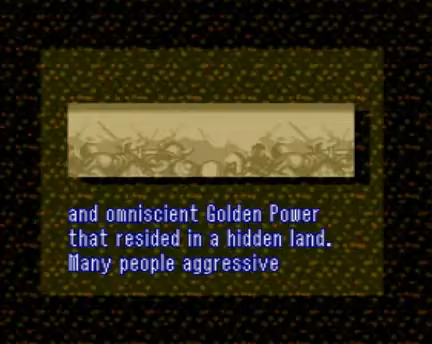 and omniscient Golden Power
that resided in a hidden land.
Many people aggressive